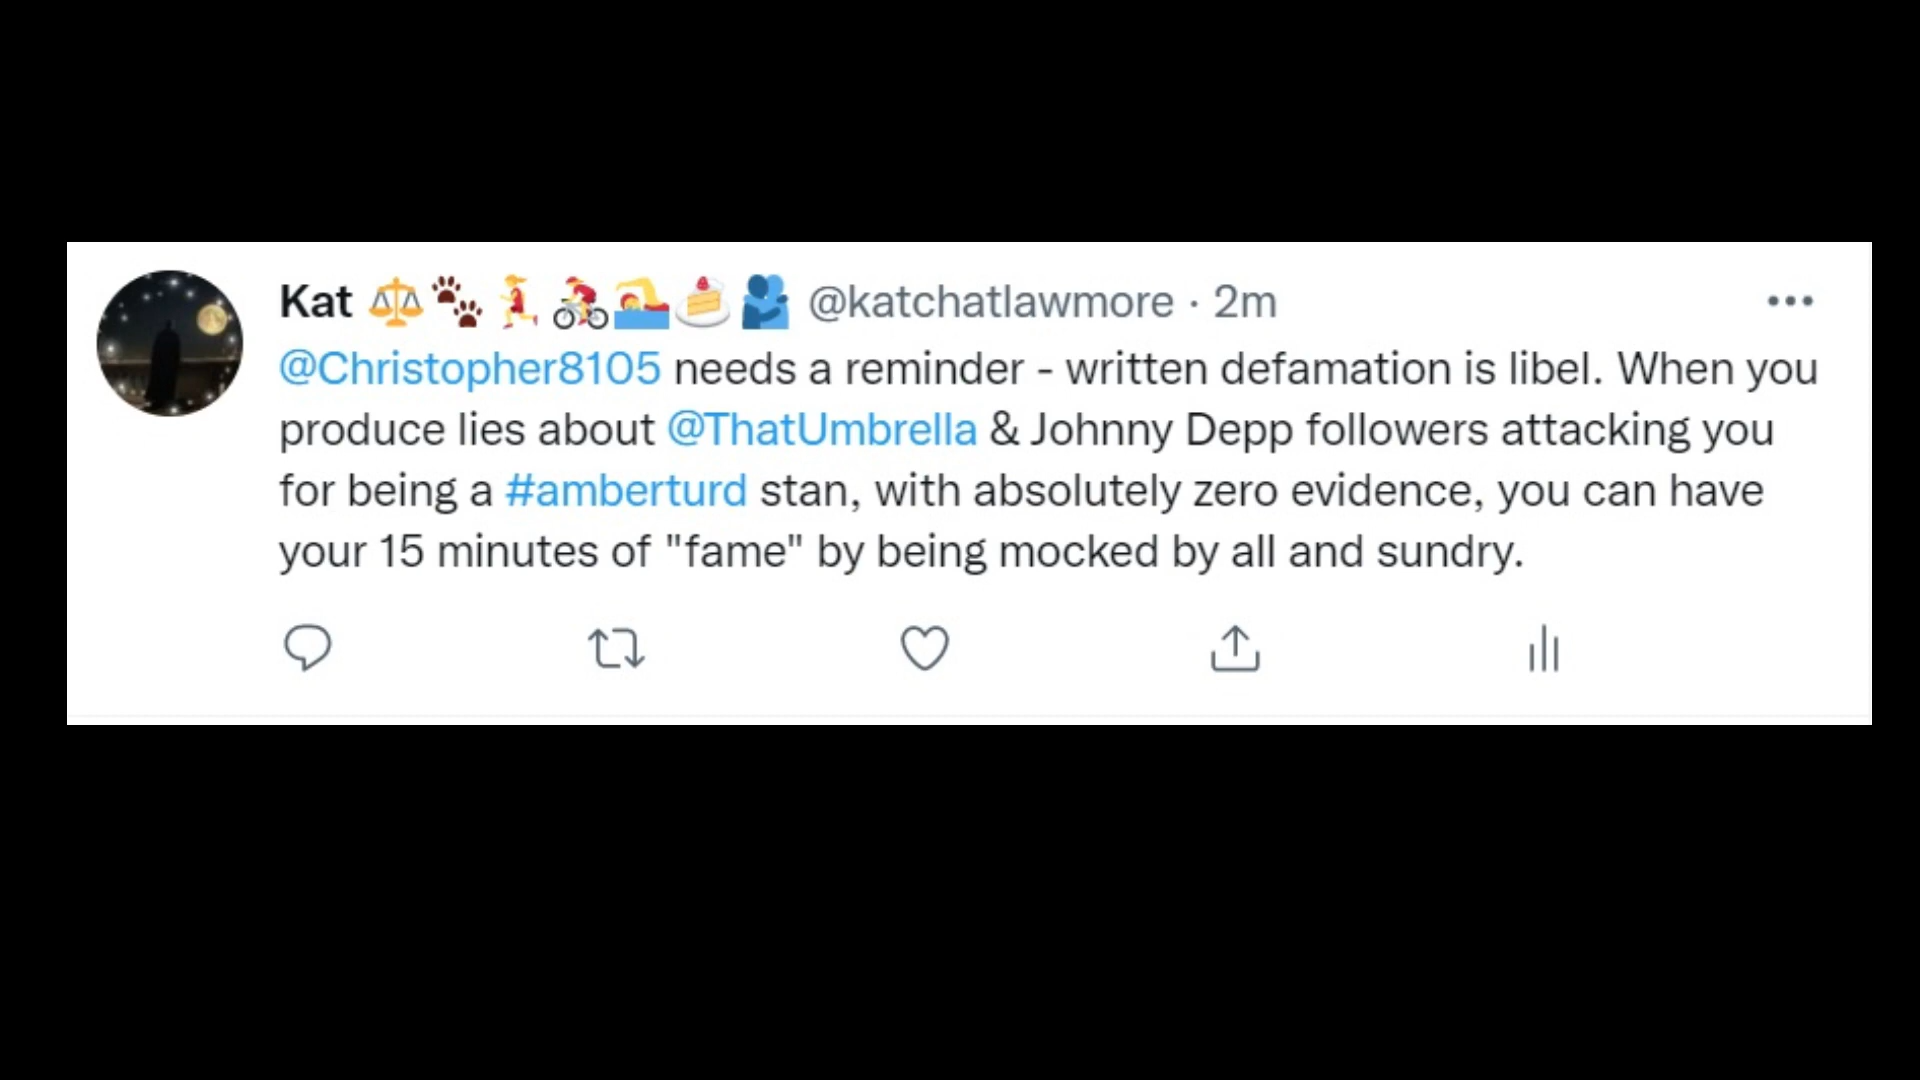 Kat ⚖️🐾🏃‍♀️🚴‍♀️🏊‍♀️🍰🫂 @katchatlawmore · 2m
@Christopher8105 needs a reminder - written defamation is libel. When you
produce lies about @ThatUmbrella & Johnny Depp followers attacking you
for being a #amberturd stan, with absolutely zero evidence, you can have
your 15 minutes of "fame" by being mocked by all and sundry.